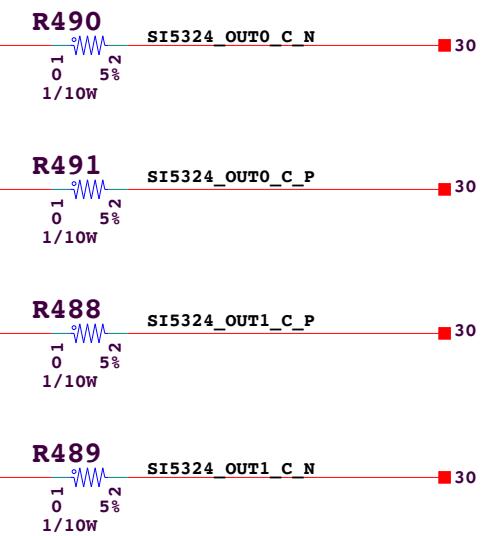 R490
SI5324_OUT0_C_N
30
1 2
0 5%
1/10W
R491
SI5324_OUT0_C_P
30
1 2
0 5%
1/10W
R488
SI5324_OUT1_C_P
30
1 2
0 5%
1/10W
R489
SI5324_OUT1_C_N
30
1 2
0 5%
1/10W